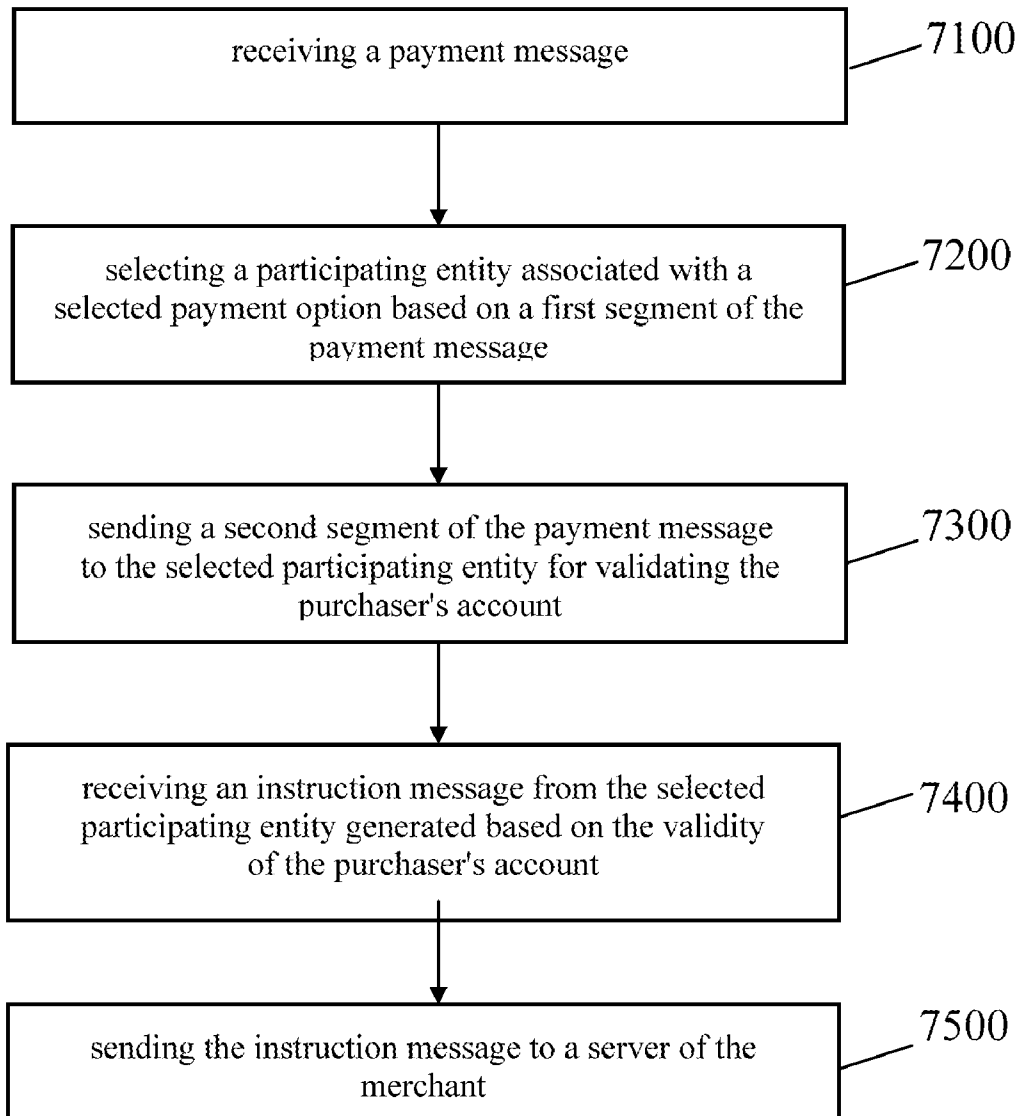 receiving a payment message
7100
selecting a participating entity associated with a
selected payment option based on a first segment of the
payment message
7200
sending a second segment of the payment message
to the selected participating entity for validating the
purchaser's account
7300
receiving an instruction message from the selected
participating entity generated based on the validity
of the purchaser's account
7400
sending the instruction message to a server of the
merchant
7500